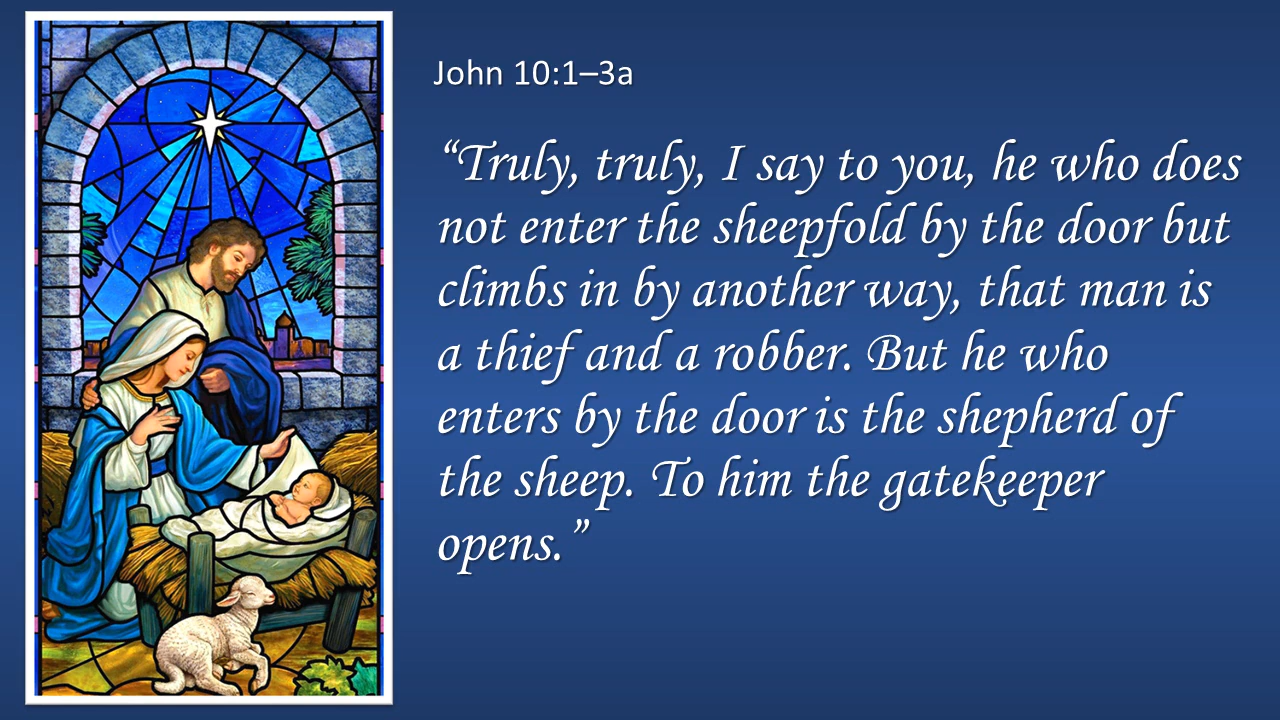 John 10:1–3a
“Truly, truly, I say to you, he who does
not enter the sheepfold by the door but
climbs in by another way, that man is
a thief and a robber. But he who
enters by the door is the shepherd of
the sheep. To him the gatekeeper
opens.”